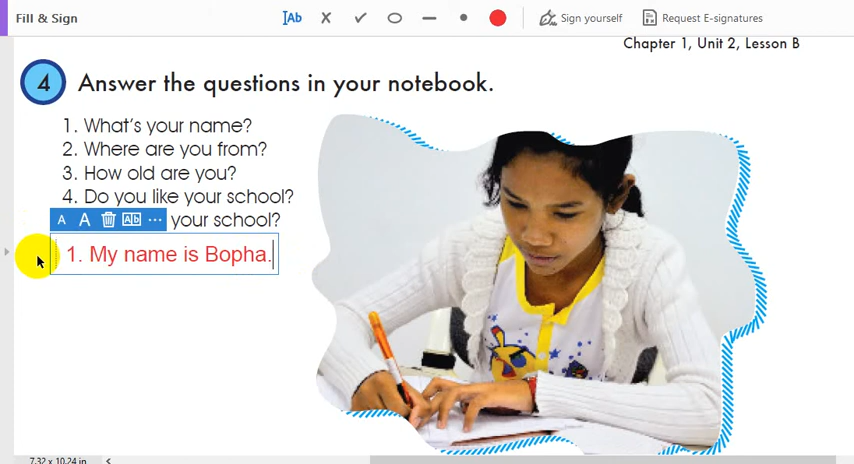 Fill & Sign
IAb
Sign yourself
Request E-signatures
Chapter 1, Unit 2, Lesson B
4 Answer the questions in your notebook.
1. What's your name?
2. Where are you from?
3. How old are you?
4. Do you like your school?
A A Ab ... your school?
1. My name is Bopha.
7.32 x 10.24 in